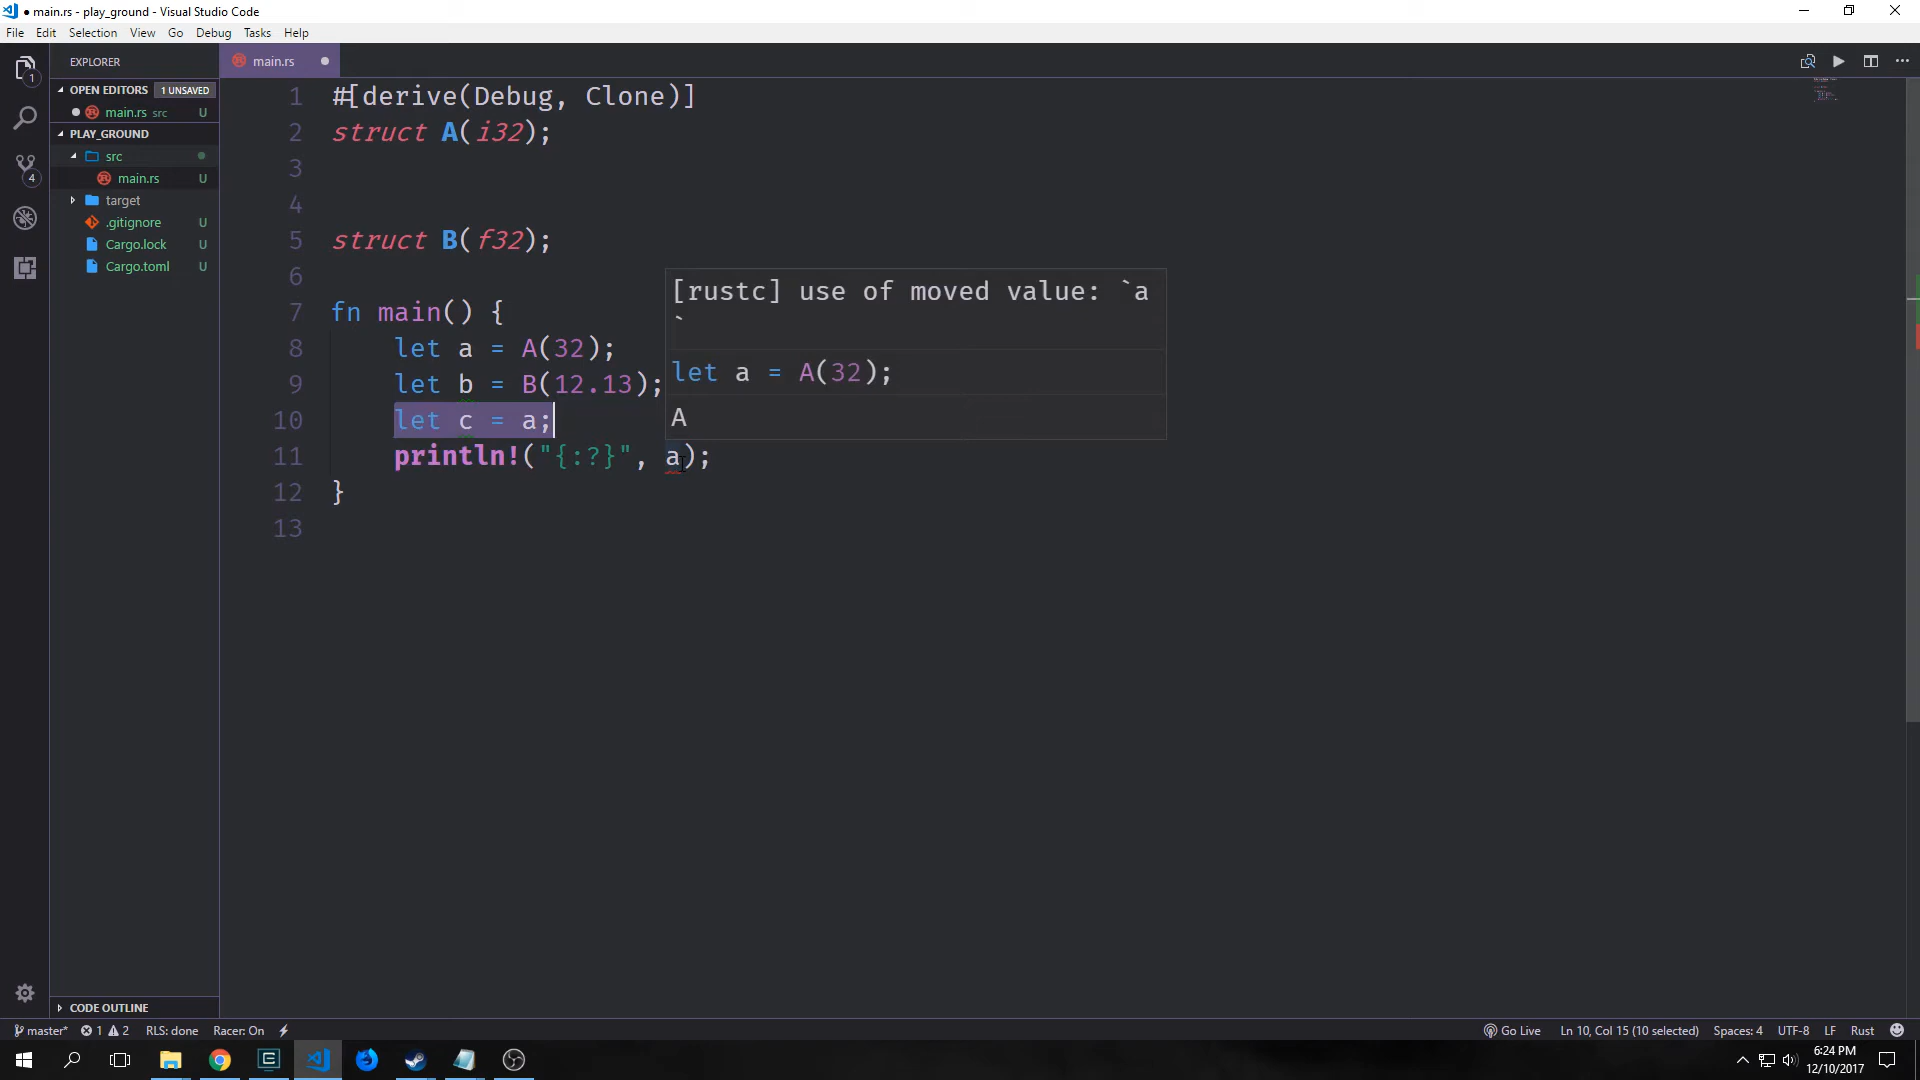 ● main.rs - play_ground - Visual Studio Code
File Edit Selection View Go Debug Tasks Help
EXPLORER
main.rs
1
OPEN EDITORS 1 UNSAVED
main.rs src U
PLAY_GROUND
src
4
main.rs U
target
.gitignore U
Cargo.lock U
Cargo.toml U
1 #[derive(Debug, Clone)]
2 struct A(i32);
3
4
5 struct B(f32);
6
7 fn main() {
8 let a = A(32);
9 let b = B(12.13);
10 let c = a;
11 println!("{:?}", a);
12 }
13
[rustc] use of moved value: `a
`
let a = A(32);
A
CODE OUTLINE
master* 1 2 RLS: done Racer: On Go Live Ln 10, Col 15 (10 selected) Spaces: 4 UTF-8 LF Rust
6:24 PM
12/10/2017